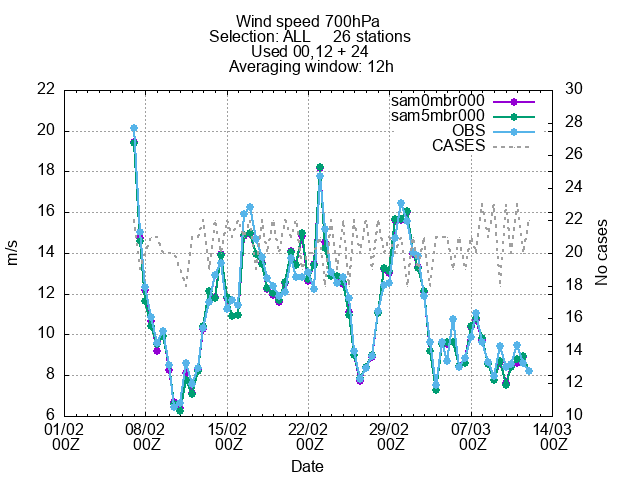 Wind speed 700hPa
Selection: ALL 26 stations
Used 00,12 + 24
Averaging window: 12h
22
20
18
16
14
12
10
8
6
30
28
26
24
22
20
18
16
14
12
10
sam0mbr000
sam5mbr000
OBS
CASES
m/s
No cases
01/02 08/02 15/02 22/02 29/02 07/03 14/03
00Z 00Z 00Z 00Z 00Z 00Z 00Z
Date